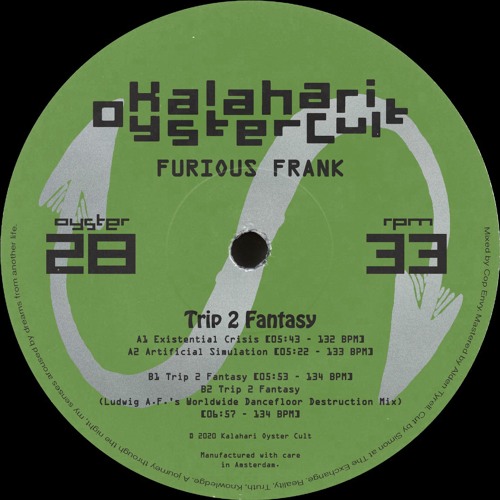 Kalahari
OysterCult
FURIOUS FRANK
oyster
28
rpm
33
Trip 2 Fantasy
A1 Existential Crisis [05:43 - 132 BPM]
A2 Artificial Simulation [05:22 - 133 BPM]
B1 Trip 2 Fantasy [05:53 - 134 BPM]
B2 Trip 2 Fantasy
(Ludwig A.F.'s Worldwide Dancefloor Destruction Mix)
[06:57 - 134 BPM]
℗ 2020 Kalahari Oyster Cult
Manufactured with care
in Amsterdam.
Mixed by Cop Envy. Mastered by Alden Tyrell. Cut by Simon at The Exchange. Reality, Truth, Knowledge. A journey through the night, my senses aroused by dreams from another life.